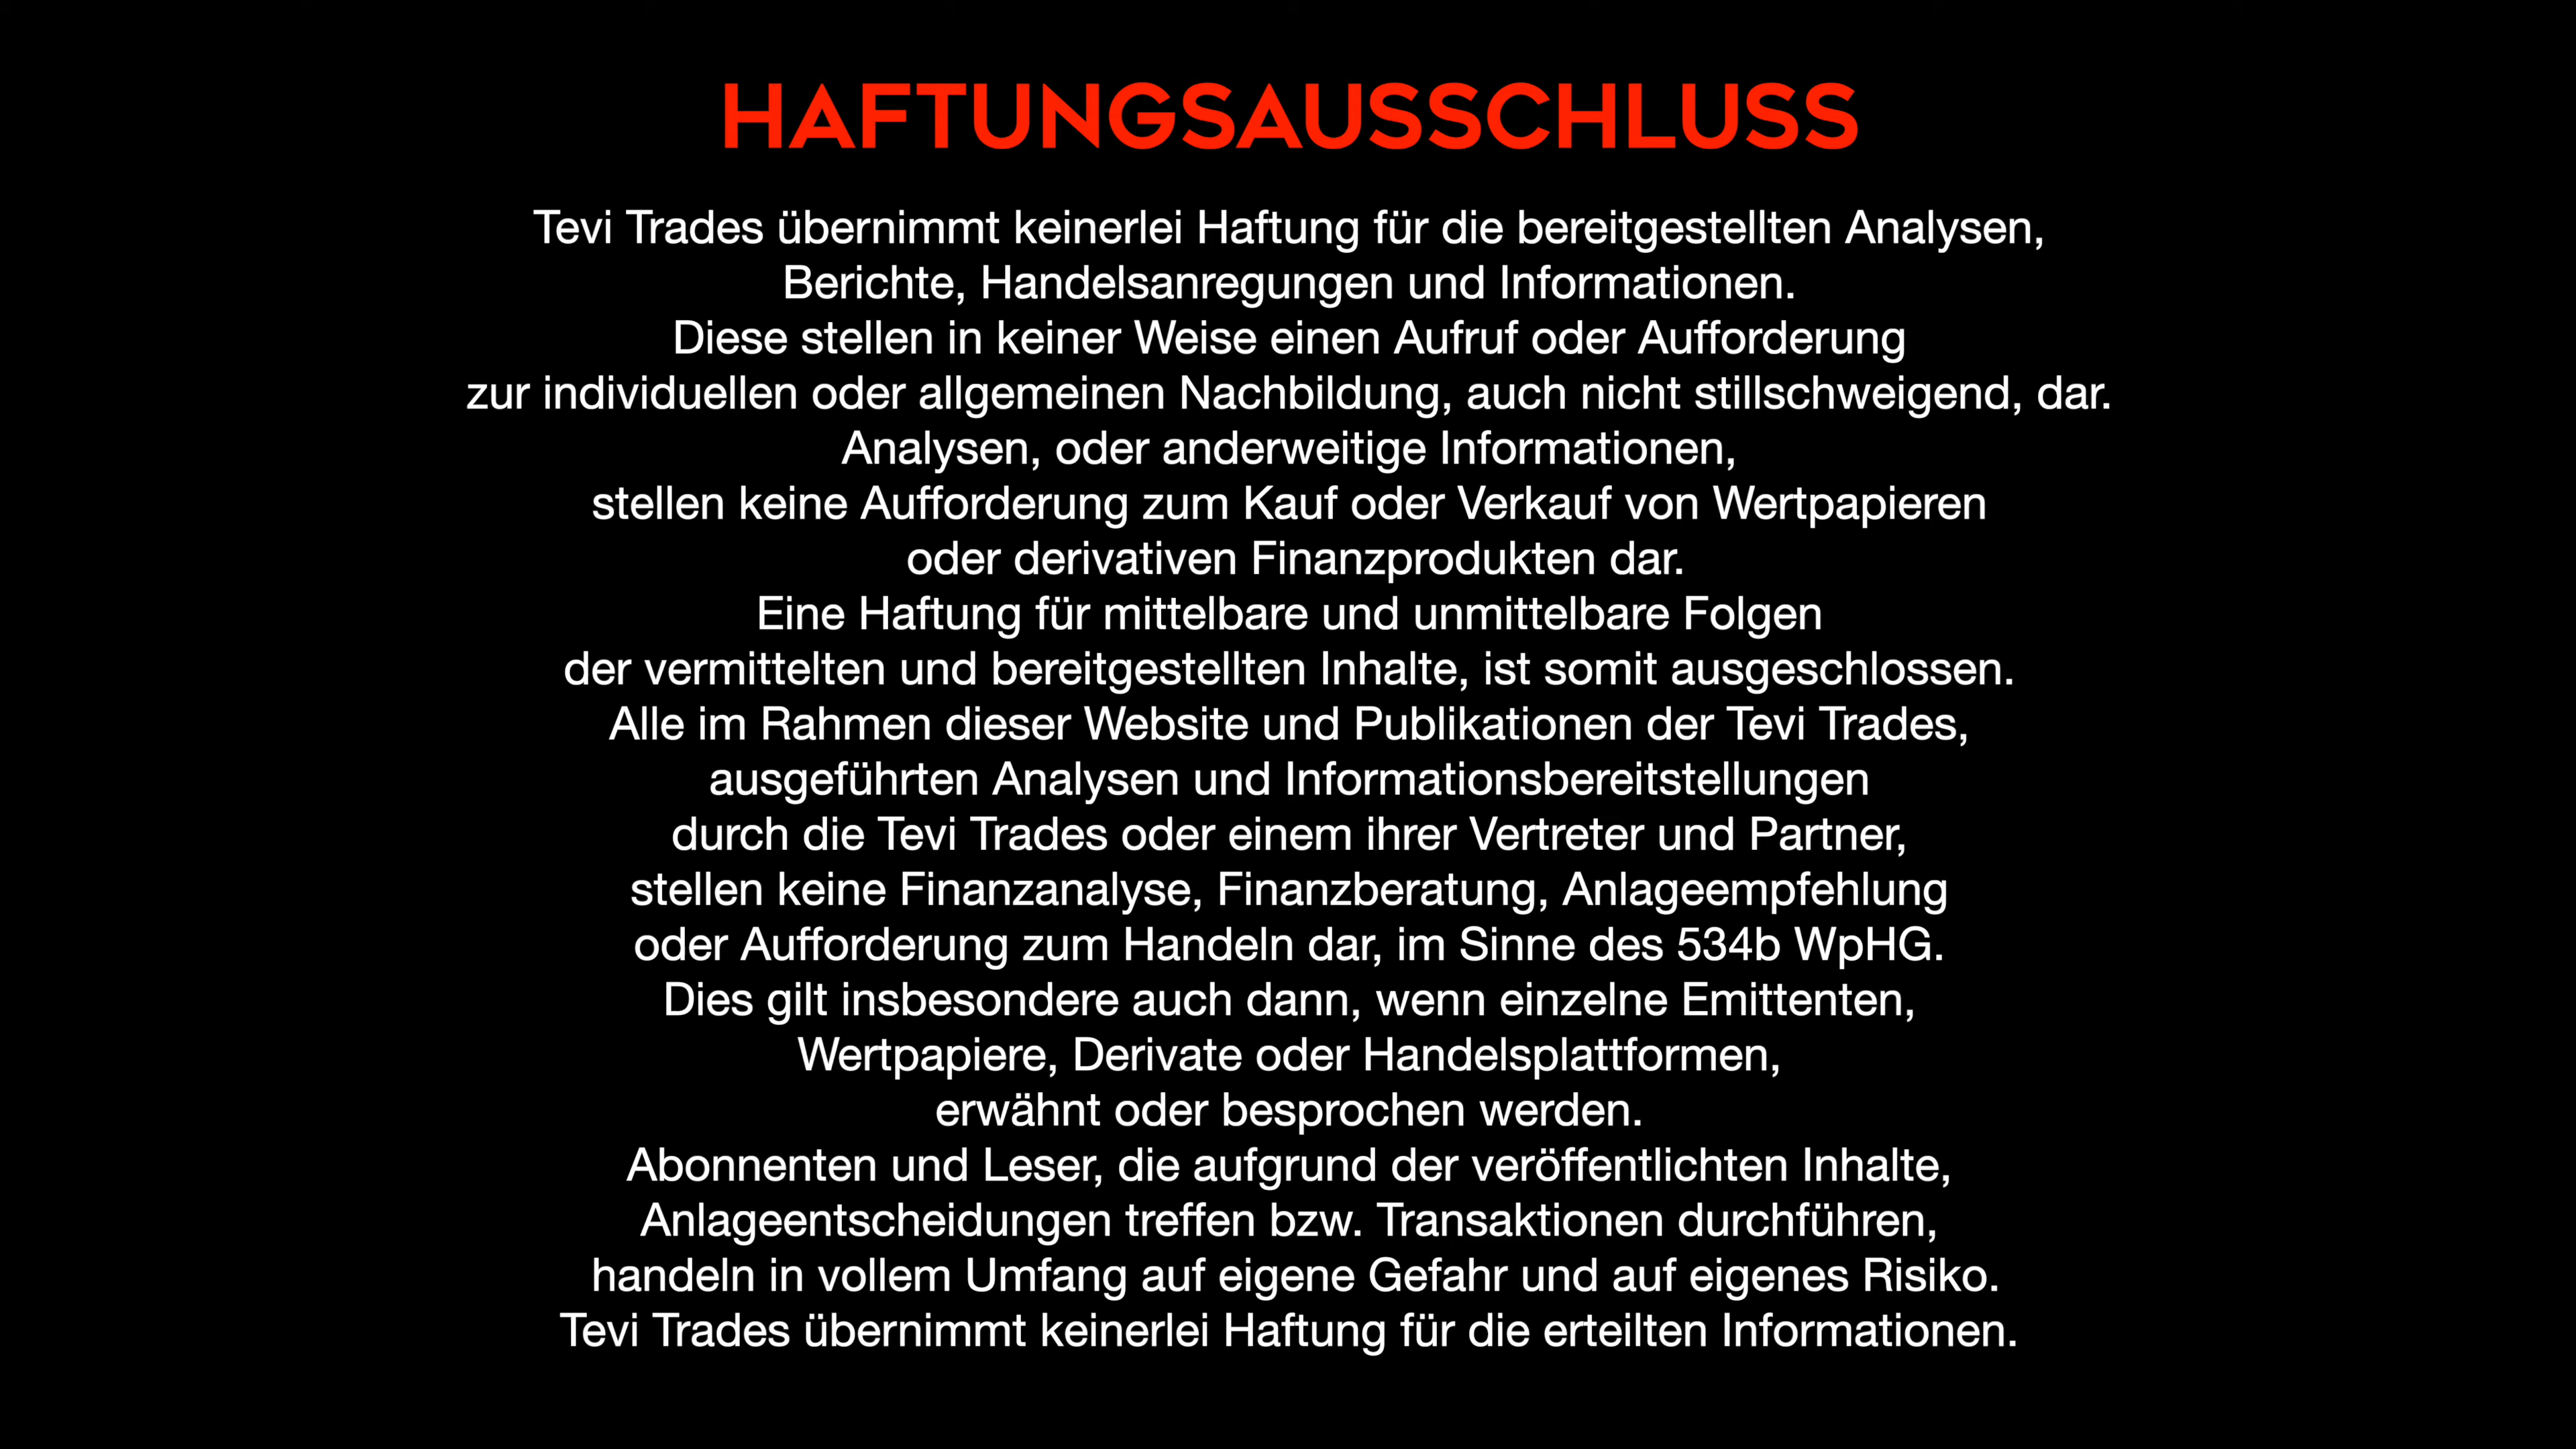 HAFTUNGSAUSSCHLUSS
Tevi Trades übernimmt keinerlei Haftung für die bereitgestellten Analysen,
Berichte, Handelsanregungen und Informationen.
Diese stellen in keiner Weise einen Aufruf oder Aufforderung
zur individuellen oder allgemeinen Nachbildung, auch nicht stillschweigend, dar.
Analysen, oder anderweitige Informationen,
stellen keine Aufforderung zum Kauf oder Verkauf von Wertpapieren
oder derivativen Finanzprodukten dar.
Eine Haftung für mittelbare und unmittelbare Folgen
der vermittelten und bereitgestellten Inhalte, ist somit ausgeschlossen.
Alle im Rahmen dieser Website und Publikationen der Tevi Trades,
ausgeführten Analysen und Informationsbereitstellungen
durch die Tevi Trades oder einem ihrer Vertreter und Partner,
stellen keine Finanzanalyse, Finanzberatung, Anlageempfehlung
oder Aufforderung zum Handeln dar, im Sinne des 534b WpHG.
Dies gilt insbesondere auch dann, wenn einzelne Emittenten,
Wertpapiere, Derivate oder Handelsplattformen,
erwähnt oder besprochen werden.
Abonnenten und Leser, die aufgrund der veröffentlichten Inhalte,
Anlageentscheidungen treffen bzw. Transaktionen durchführen,
handeln in vollem Umfang auf eigene Gefahr und auf eigenes Risiko.
Tevi Trades übernimmt keinerlei Haftung für die erteilten Informationen.